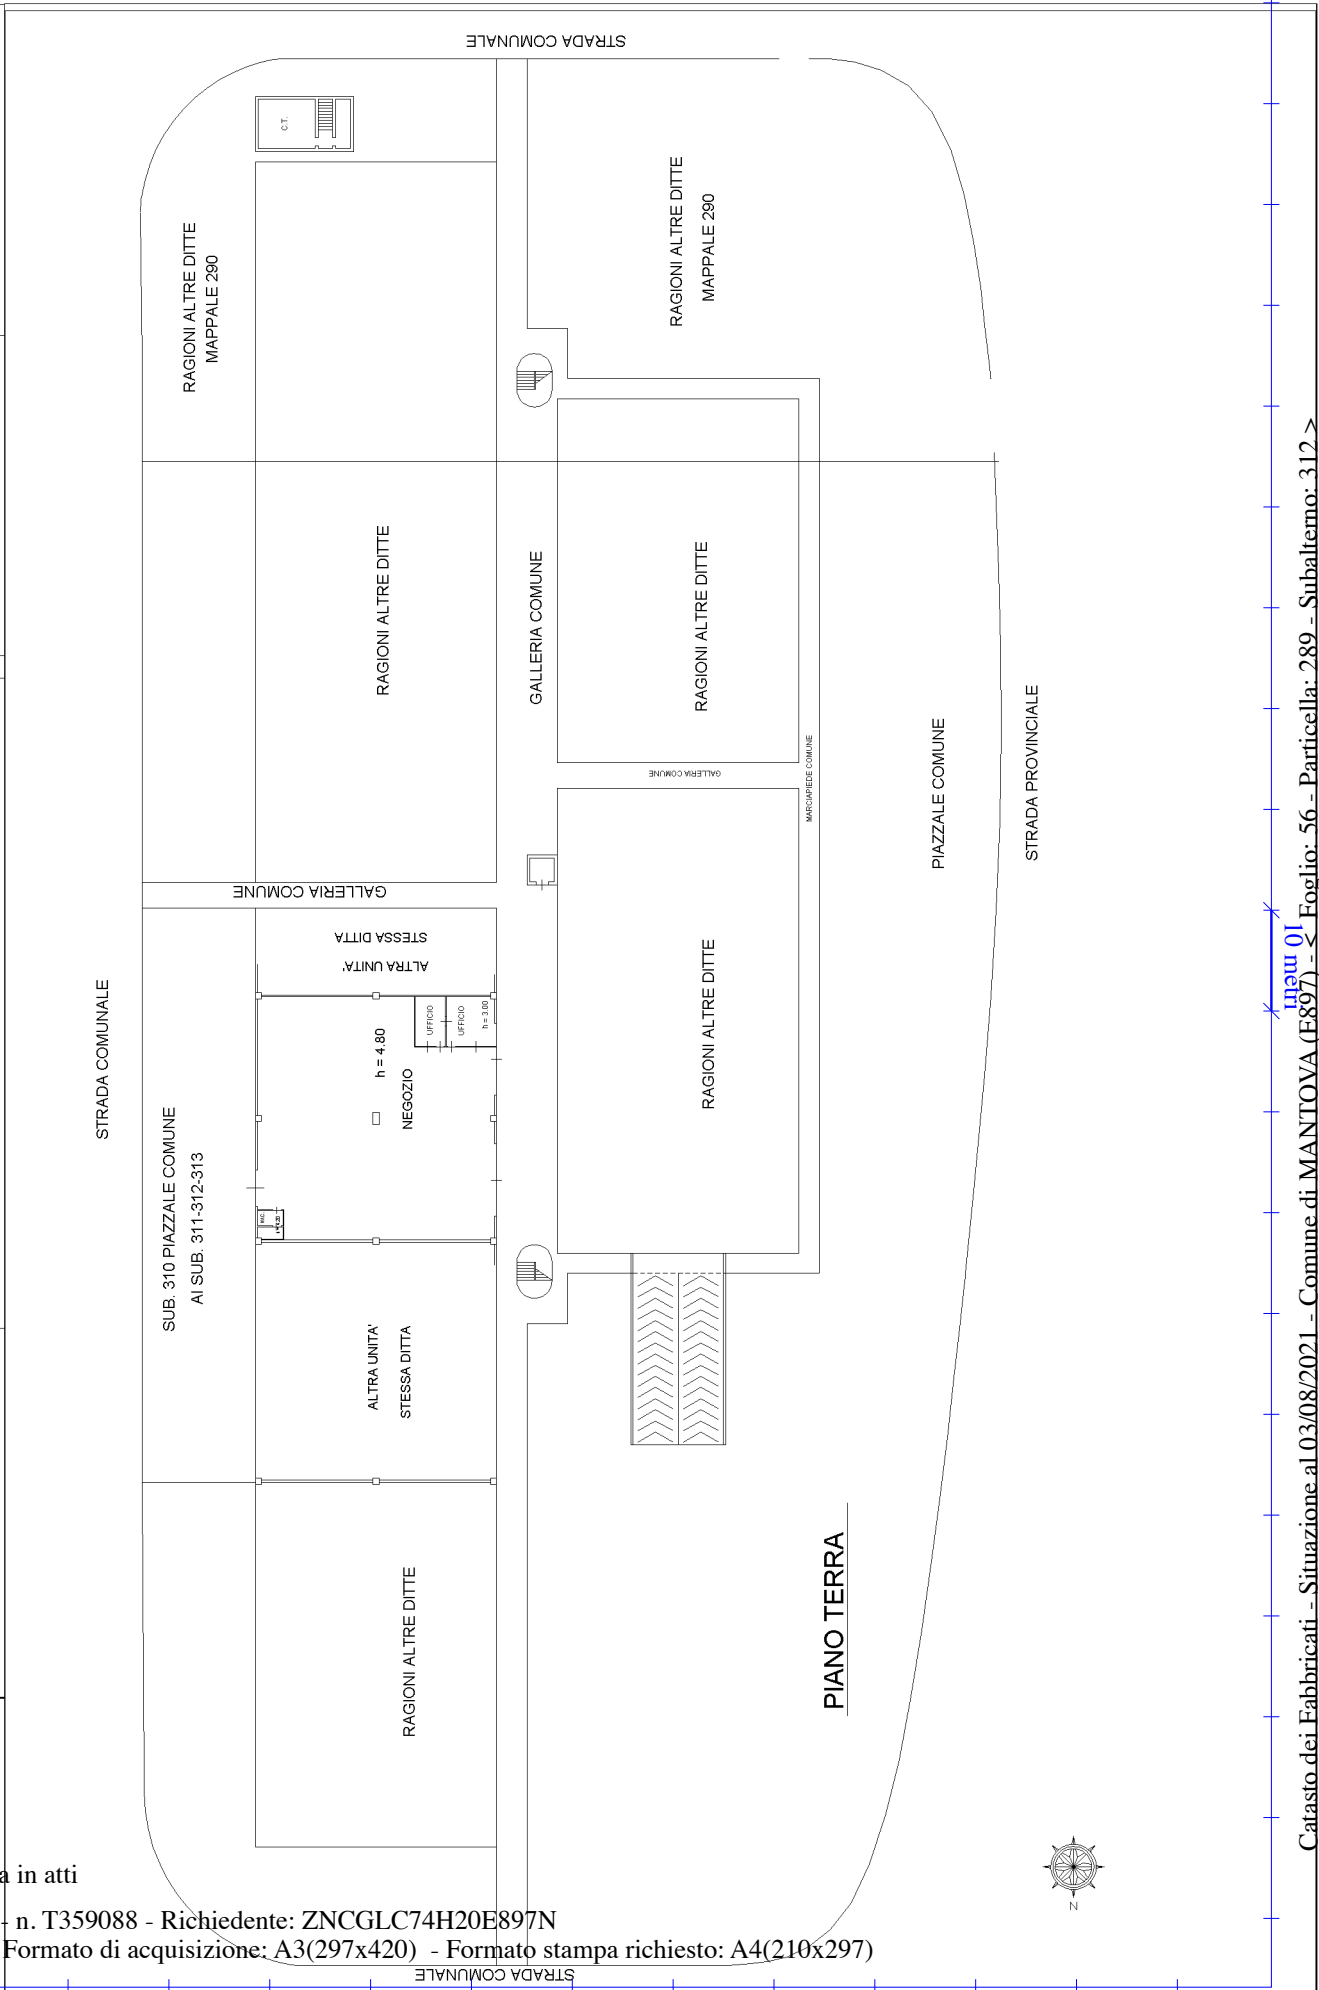 STRADA COMUNALE
C.T.
RAGIONI ALTRE DITTE
MAPPALE 290
RAGIONI ALTRE DITTE
MAPPALE 290
RAGIONI ALTRE DITTE
GALLERIA COMUNE
RAGIONI ALTRE DITTE
GALLERIA COMUNE
MARCIAPIEDE COMUNE
PIAZZALE COMUNE
STRADA PROVINCIALE
GALLERIA COMUNE
ALTRA UNITA'
STESSA DITTA
STRADA COMUNALE
SUB. 310 PIAZZALE COMUNE
AI SUB. 311-312-313
h = 4.80
NEGOZIO
UFFICIO
UFFICIO
h = 3.00
W.C.
RAGIONI ALTRE DITTE
ALTRA UNITA'
STESSA DITTA
RAGIONI ALTRE DITTE
PIANO TERRA
N
STRADA COMUNALE
10 metri
Catasto dei Fabbricati - Situazione al 03/08/2021 - Comune di MANTOVA (E897) - < Foglio: 56 - Particella: 289 - Subalterno: 312 >
a in atti
- n. T359088 - Richiedente: ZNCGLC74H20E897N
Formato di acquisizione: A3(297x420) - Formato stampa richiesto: A4(210x297)